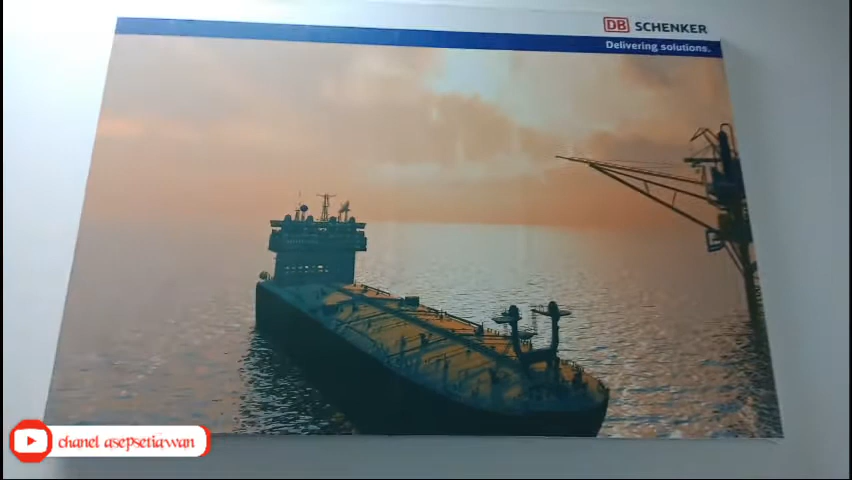 DB SCHENKER
Delivering solutions.
chanel asepsetiawan